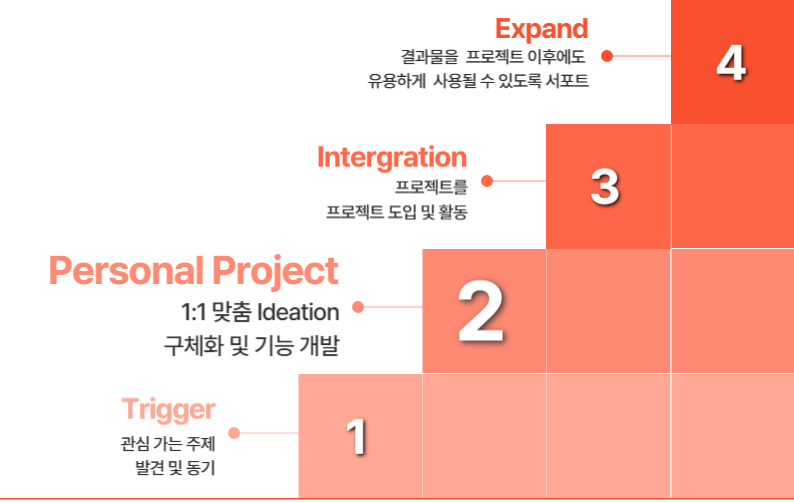 Expand
결과물을 프로젝트 이후에도
유용하게 사용될 수 있도록 서포트
4
Intergration
프로젝트를
프로젝트 도입 및 활동
3
Personal Project
1:1 맞춤 Ideation
구체화 및 기능 개발
2
Trigger
관심 가는 주제
발견 및 동기
1